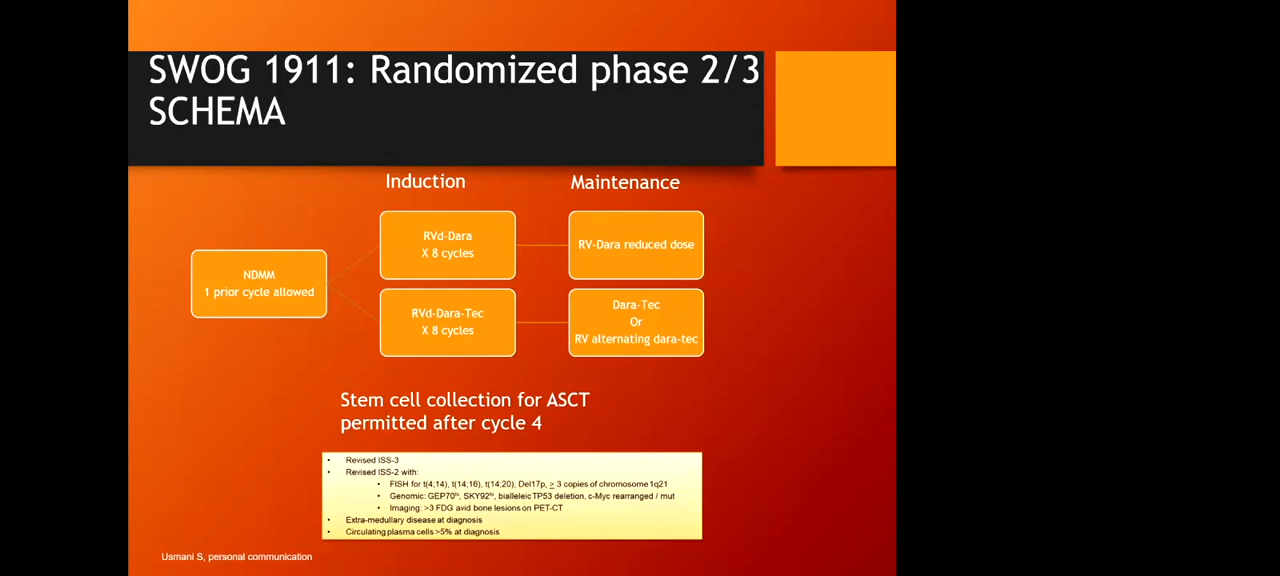 SWOG 1911: Randomized phase 2/3
SCHEMA
Induction
Maintenance
NDMM
1 prior cycle allowed
RVd-Dara
X 8 cycles
RV-Dara reduced dose
RVd-Dara-Tec
X 8 cycles
Dara-Tec
Or
RV alternating dara-tec
Stem cell collection for ASCT
permitted after cycle 4
• Revised ISS-3
• Revised ISS-2 with:
• FISH for t(4;14), t(14;16), t(14;20), Del17p, > 3 copies of chromosome 1q21
• Genomic: GEP70hi, SKY92hi, bialleleic TP53 deletion, c-Myc rearranged / mut
• Imaging: >3 FDG avid bone lesions on PET-CT
• Extra-medullary disease at diagnosis
• Circulating plasma cells >5% at diagnosis
Usmani S, personal communication